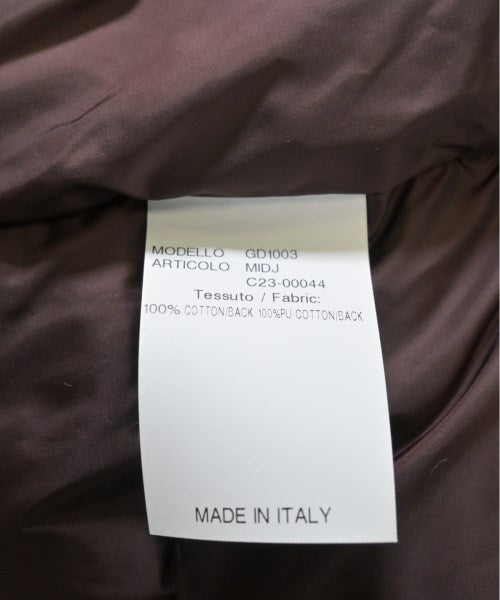 MODELLO GD1003
ARTICOLO MIDJ
C23-00044
Tessuto / Fabric:
100% COTTON/BACK 100%PU-COTTON/BACK
MADE IN ITALY